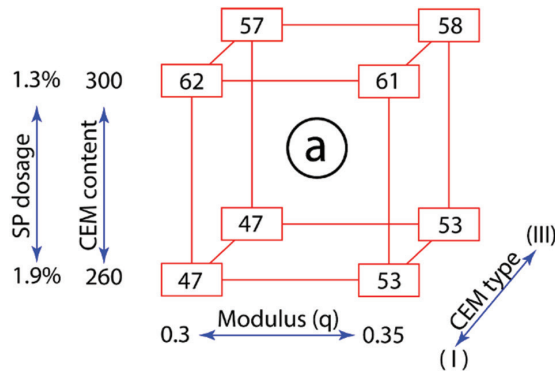 57 58
1.3% 300 62 61
SP dosage
CEM content
a
47 53
(III)
CEM type
1.9% 260 47 53
Modulus (q)
0.3 0.35
(I)